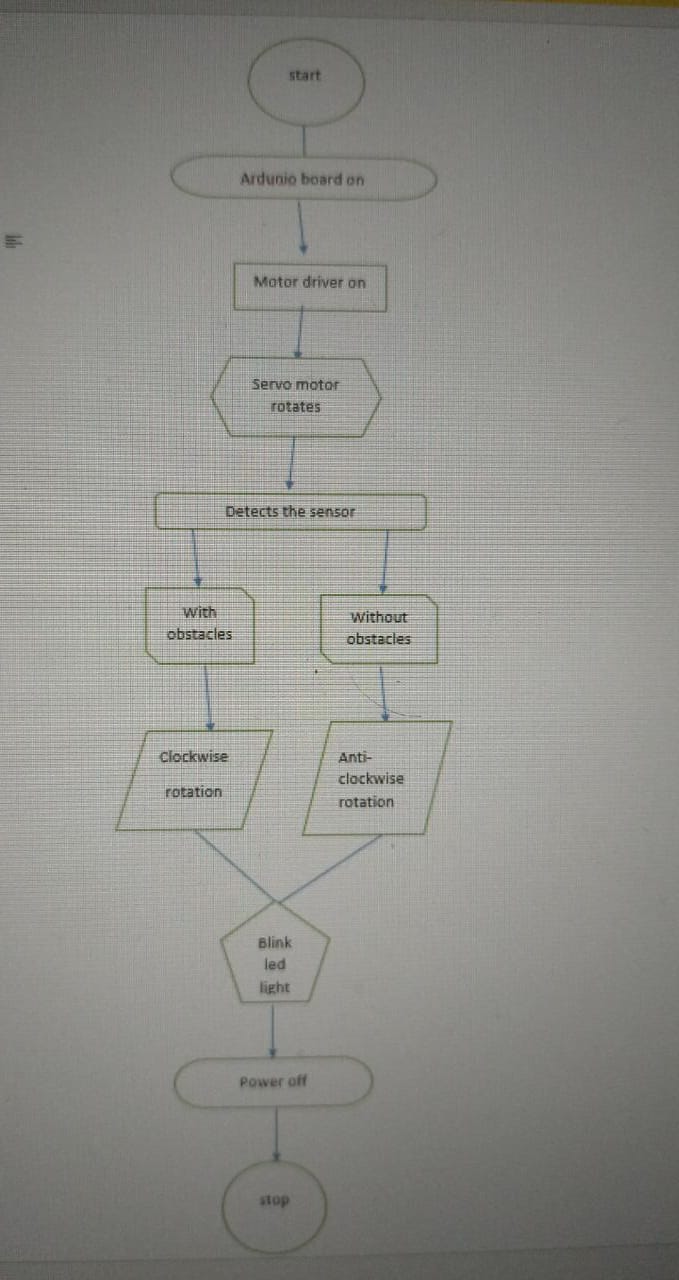 start
Ardunio board on
Motor driver on
Servo motor
rotates
Detects the sensor
With
obstacles
Without
obstacles
Clockwise
rotation
Anti-
clockwise
rotation
Blink
led
light
Power off
stop